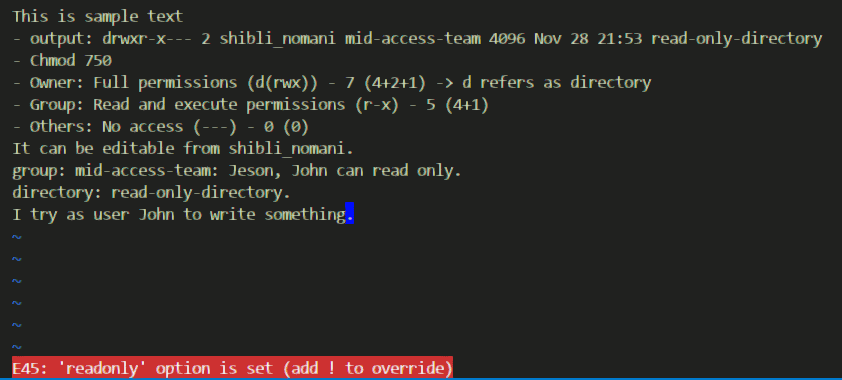 This is sample text
- output: drwxr-x--- 2 shibli_nomani mid-access-team 4096 Nov 28 21:53 read-only-directory
- Chmod 750
- Owner: Full permissions (d(rwx)) - 7 (4+2+1) -> d refers as directory
- Group: Read and execute permissions (r-x) - 5 (4+1)
- Others: No access (---) - 0 (0)
It can be editable from shibli_nomani.
group: mid-access-team: Jeson, John can read only.
directory: read-only-directory.
I try as user John to write something.
~
~
~
~
~
~
E45: 'readonly' option is set (add ! to override)